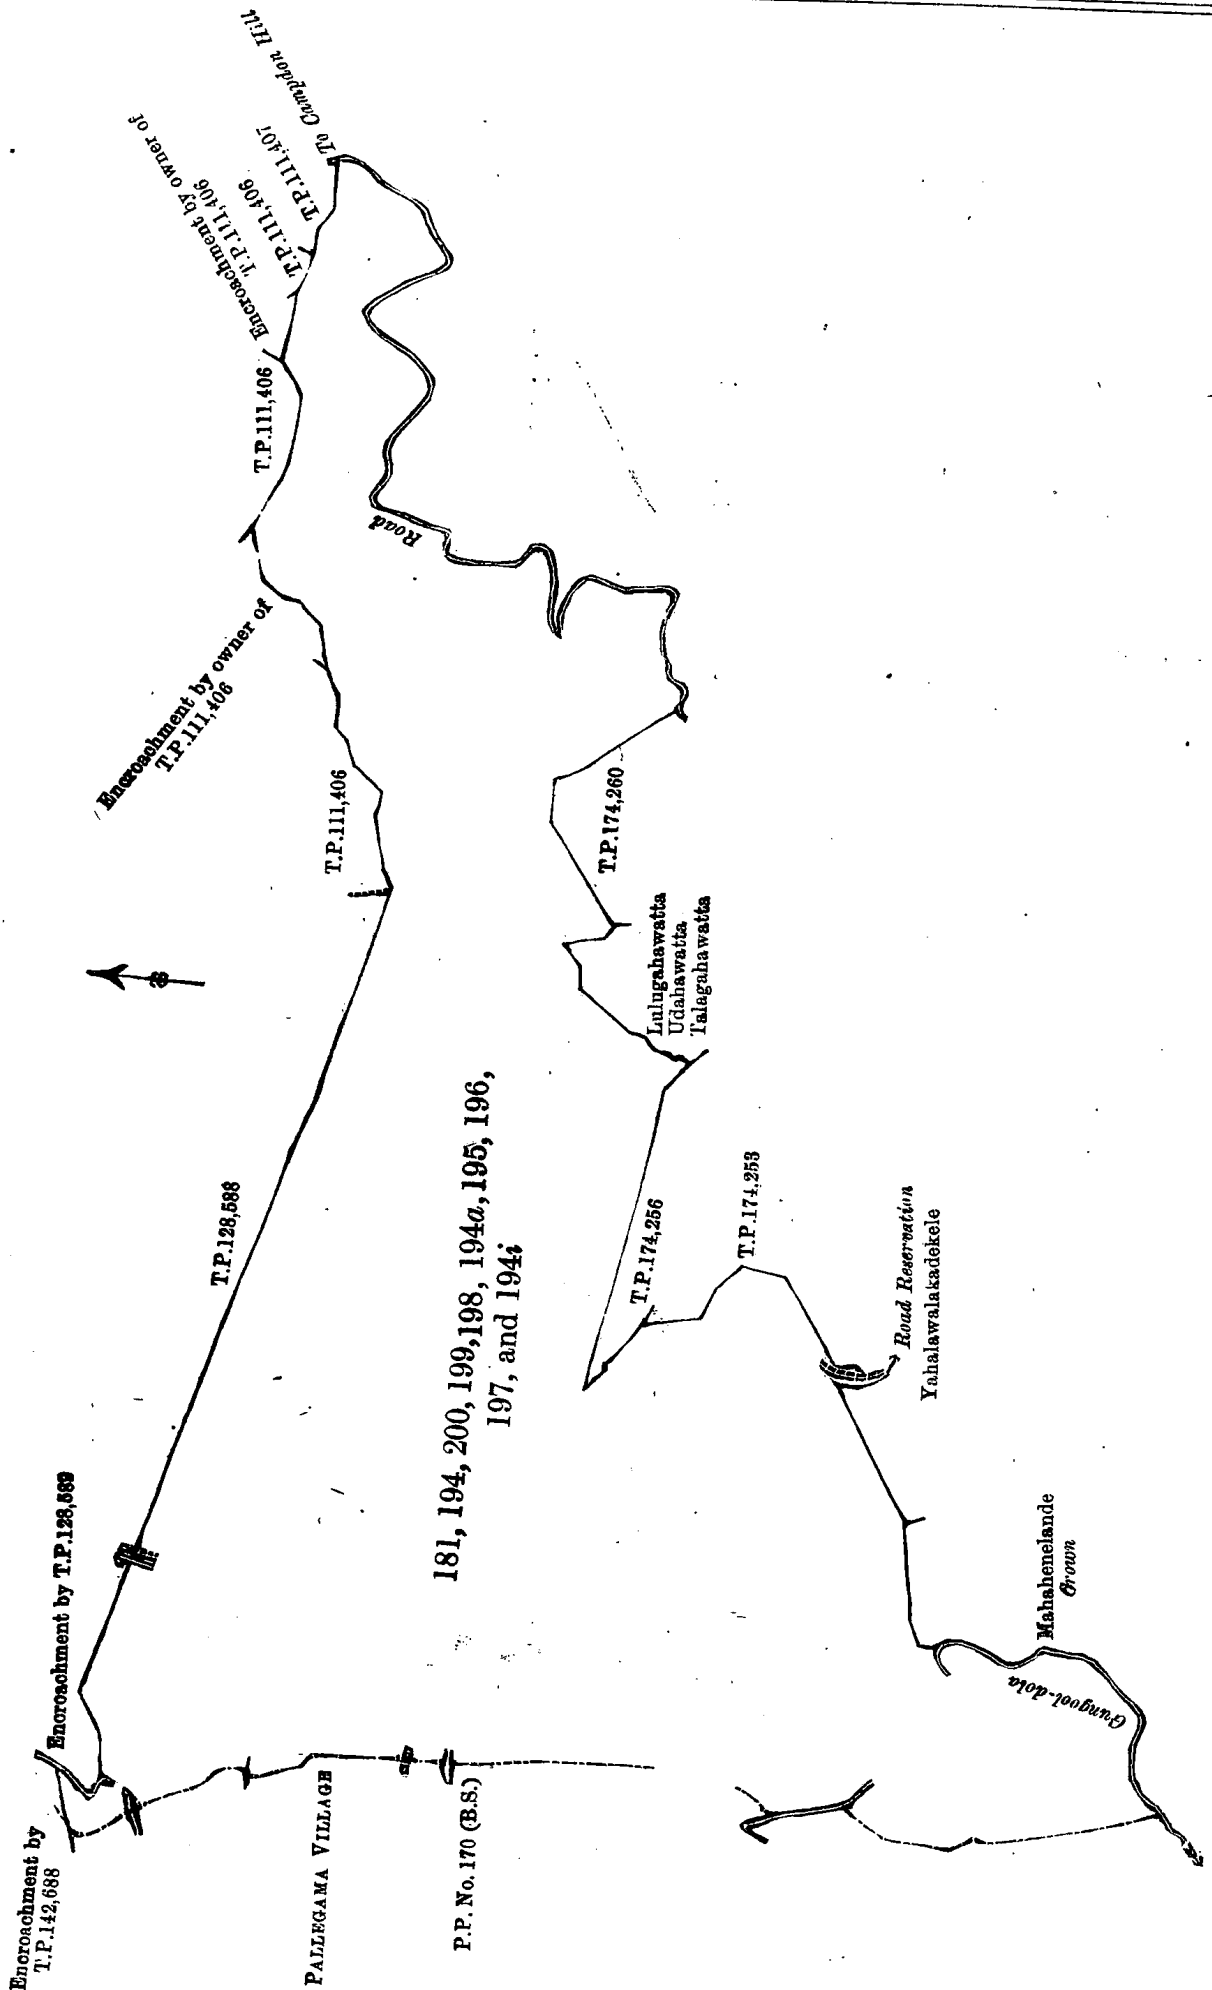 Encroachment by
T.P.142,688
Encroachment by T.P.128,589
T.P.128,588
T.P.111,406
Encroachment by owner of
T.P.111,406
T.P.111,406
Encroachment by owner of
T.P.111,406
T.P.111,406
T.P.111,407
To Campdon Hill
Road
T.P.174,260
Lulugahawatta
Udahawatta
Talagahawatta
T.P.174,256
T.P.174,253
Road Reservation
Yahalawalakadekele
Mahahenelande
Crown
Gungool-dola
PALLEGAMA VILLAGE
P.P. No. 170 (B.S.)
181, 194, 200, 199, 198, 194a, 195, 196,
197, and 194i